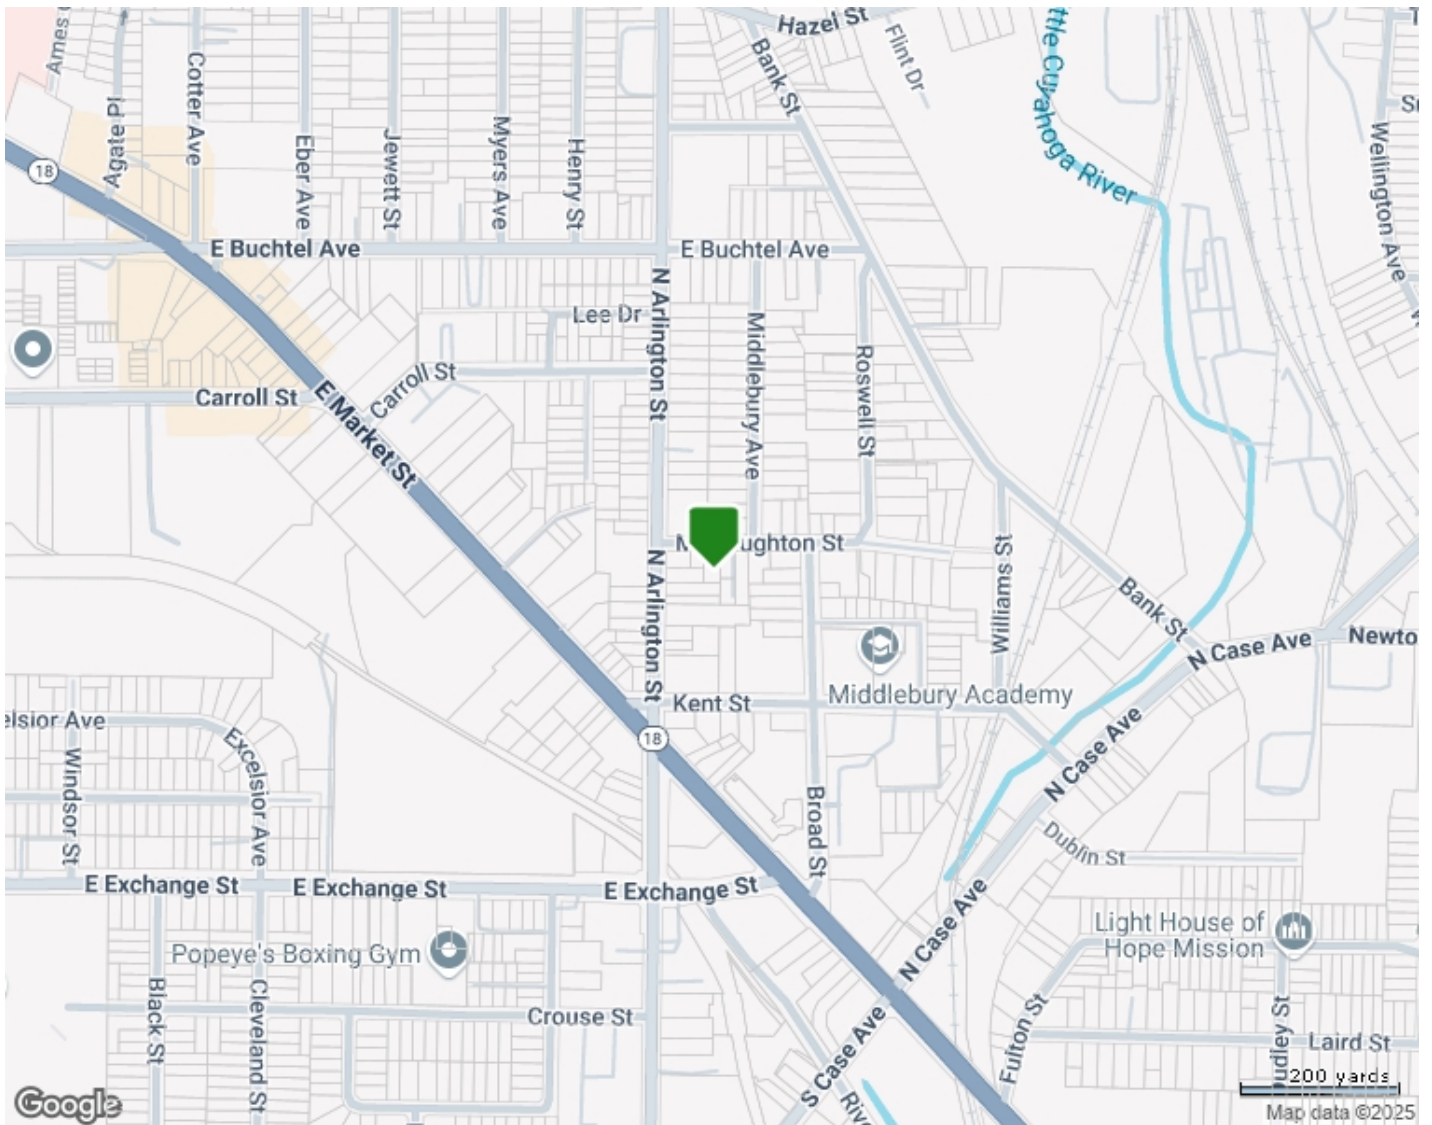 Hazel St
Flint Dr
Bank St
Cotter Ave
Agate Pl
Eber Ave
Jewett St
Myers Ave
Henry St
ttle Cuyahoga River
Wellington Ave
18
E Buchtel Ave
E Buchtel Ave
N Arlington St
Lee Dr
Middlebury Ave
Roswell St
Carroll St
Carroll St
E Market St
ughton St
N Arlington St
Williams St
Bank St
N Case Ave
Newto
Middlebury Academy
Kent St
18
elsior Ave
Excelsior Ave
Windsor St
N Case Ave
Broad St
Dublin St
E Exchange St
E Exchange St
E Exchange St
N Case Ave
Light House of
Hope Mission
Popeye's Boxing Gym
Black St
Cleveland St
Crouse St
S Case Ave
Fulton St
Laird St
200 yards
Google
Map data ©2025